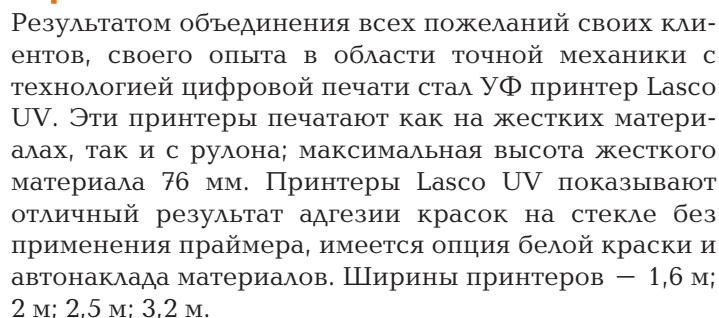 Результатом объединения всех пожеланий своих кли-
ентов, своего опыта в области точной механики с
технологией цифровой печати стал УФ принтер Lasco
UV. Эти принтеры печатают как на жестких матери-
алах, так и с рулона; максимальная высота жесткого
материала 76 мм. Принтеры Lasco UV показывают
отличный результат адгезии красок на стекле без
применения праймера, имеется опция белой краски и
автонаклада материалов. Ширины принтеров — 1,6 м;
2 м; 2,5 м; 3,2 м.